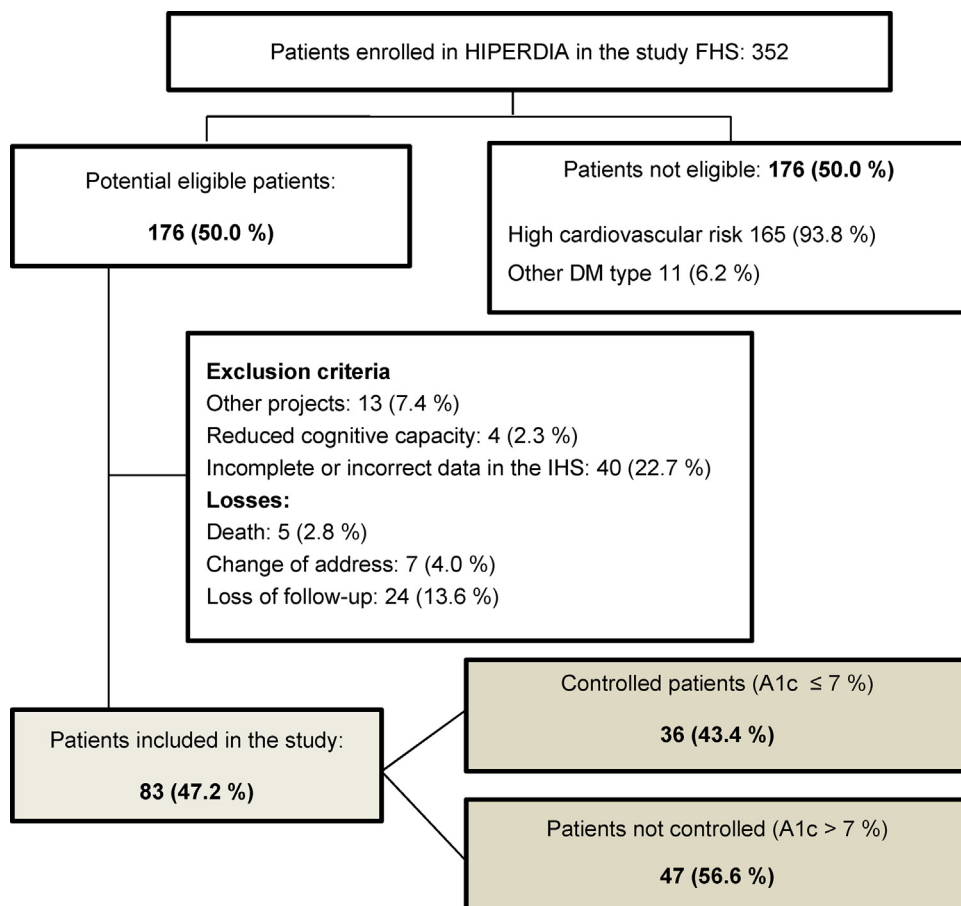 Patients enrolled in HIPERDIA in the study FHS: 352
Potential eligible patients:
176 (50.0 %)
Patients not eligible: 176 (50.0 %)
High cardiovascular risk 165 (93.8 %)
Other DM type 11 (6.2 %)
Exclusion criteria
Other projects: 13 (7.4 %)
Reduced cognitive capacity: 4 (2.3 %)
Incomplete or incorrect data in the IHS: 40 (22.7 %)
Losses:
Death: 5 (2.8 %)
Change of address: 7 (4.0 %)
Loss of follow-up: 24 (13.6 %)
Patients included in the study:
83 (47.2 %)
Controlled patients (A1c ≤ 7 %)
36 (43.4 %)
Patients not controlled (A1c > 7 %)
47 (56.6 %)